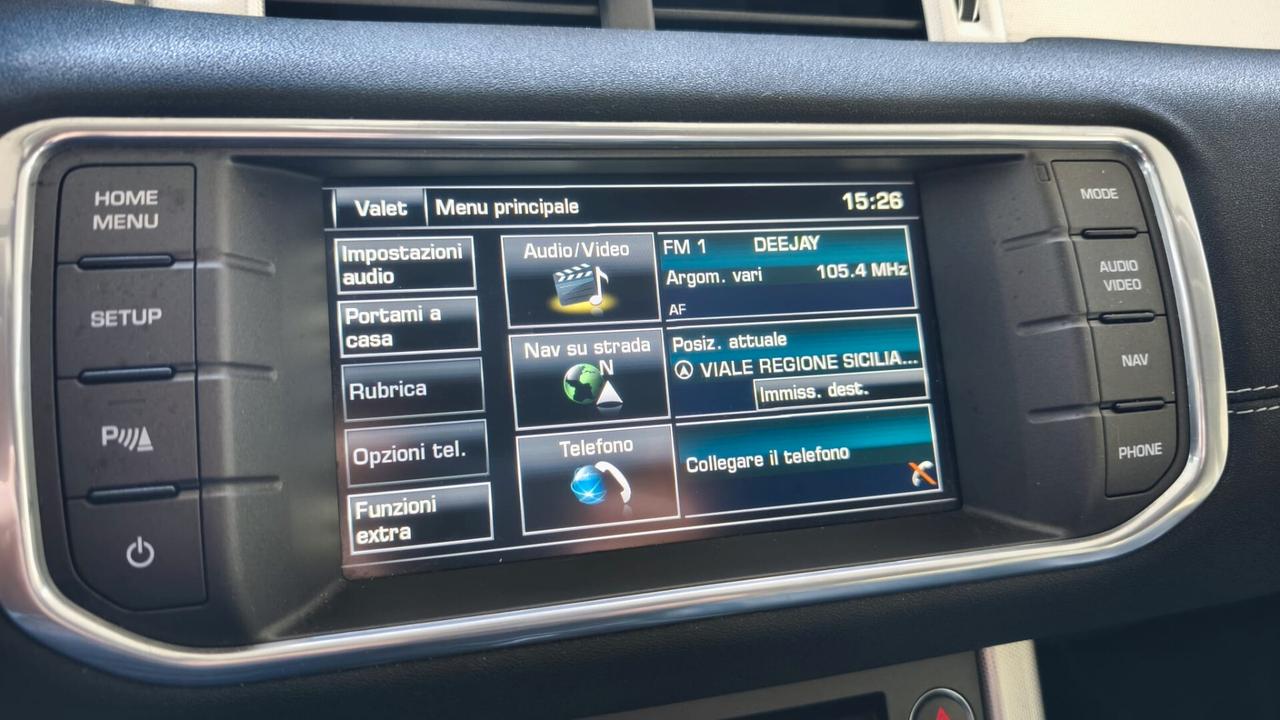 HOME
MENU
SETUP
P
Valet
Menu principale
15:26
Impostazioni
audio
Portami a
casa
Rubrica
Opzioni tel.
Funzioni
extra
Audio/Video
Nav su strada
N
Telefono
FM 1 DEEJAY
Argom. vari 105.4 MHz
AF
Posiz. attuale
VIALE REGIONE SICILIA...
Immiss. dest.
Collegare il telefono
MODE
AUDIO
VIDEO
NAV
PHONE